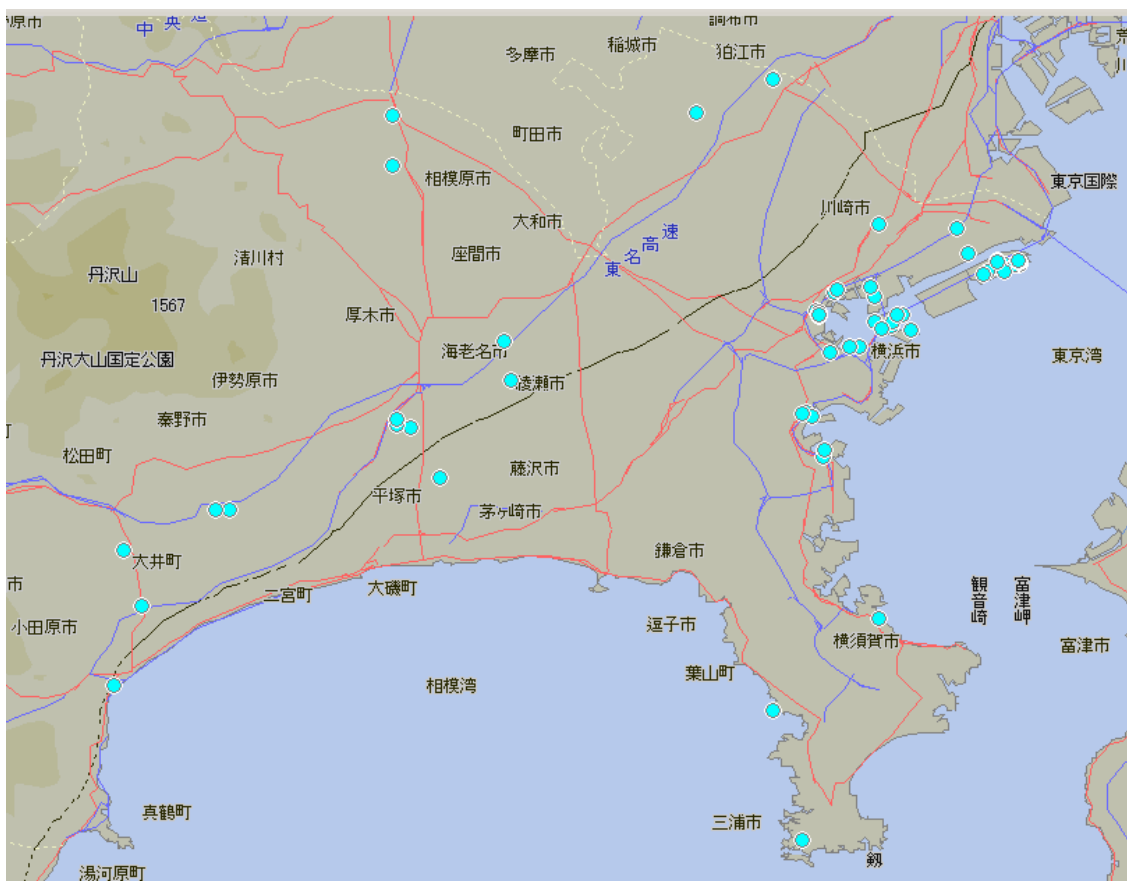 中央道
調布市
稲城市
狛江市
多摩市
町田市
相模原市
大和市
川崎市
東京国際
座間市
清川村
東名高速
丹沢山
1567
厚木市
海老名市
横浜市
東京湾
丹沢大山国定公園
伊勢原市
綾瀬市
秦野市
松田町
藤沢市
平塚市
茅ヶ崎市
鎌倉市
大井町
大磯町
二宮町
観音崎
富津岬
小田原市
逗子市
横須賀市
富津市
葉山町
相模湾
真鶴町
三浦市
剱
湯河原町